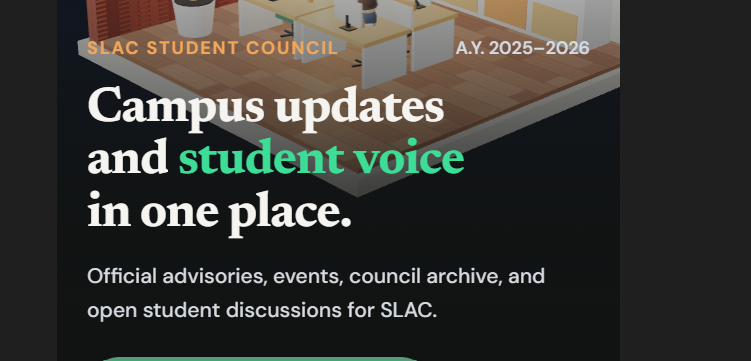 SLAC STUDENT COUNCIL
A.Y. 2025–2026
Campus updates
and student voice
in one place.
Official advisories, events, council archive, and
open student discussions for SLAC.